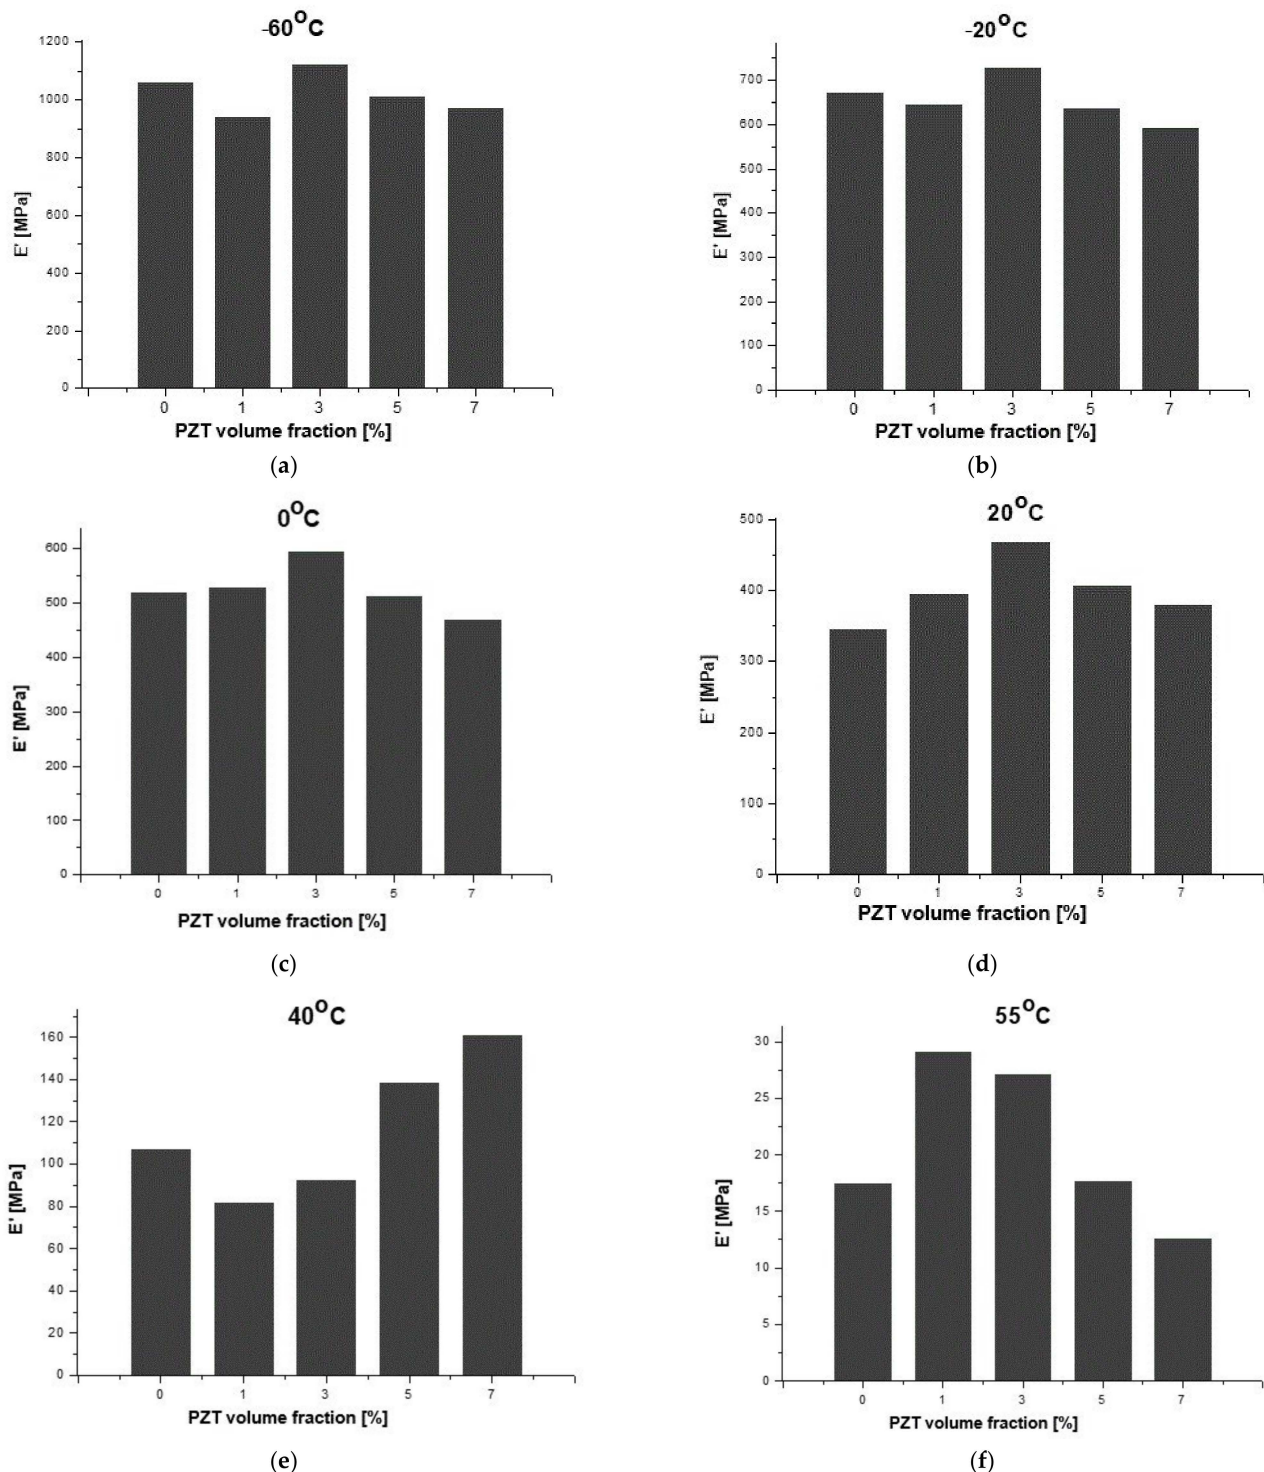 -60°C
1200
1000
800
600
400
200
0
E' [MPa]
0 1 3 5 7
PZT volume fraction [%]
(a)
-20°C
700
600
500
400
300
200
100
0
E' [MPa]
0 1 3 5 7
PZT volume fraction [%]
(b)
0°C
600
500
400
300
200
100
0
E' [MPa]
0 1 3 5 7
PZT volume fraction [%]
(c)
20°C
500
400
300
200
100
0
E' [MPa]
0 1 3 5 7
PZT volume fraction [%]
(d)
40°C
160
140
120
100
80
60
40
20
0
E' [MPa]
0 1 3 5 7
PZT volume fraction [%]
(e)
55°C
30
25
20
15
10
5
0
E' [MPa]
0 1 3 5 7
PZT volume fraction [%]
(f)